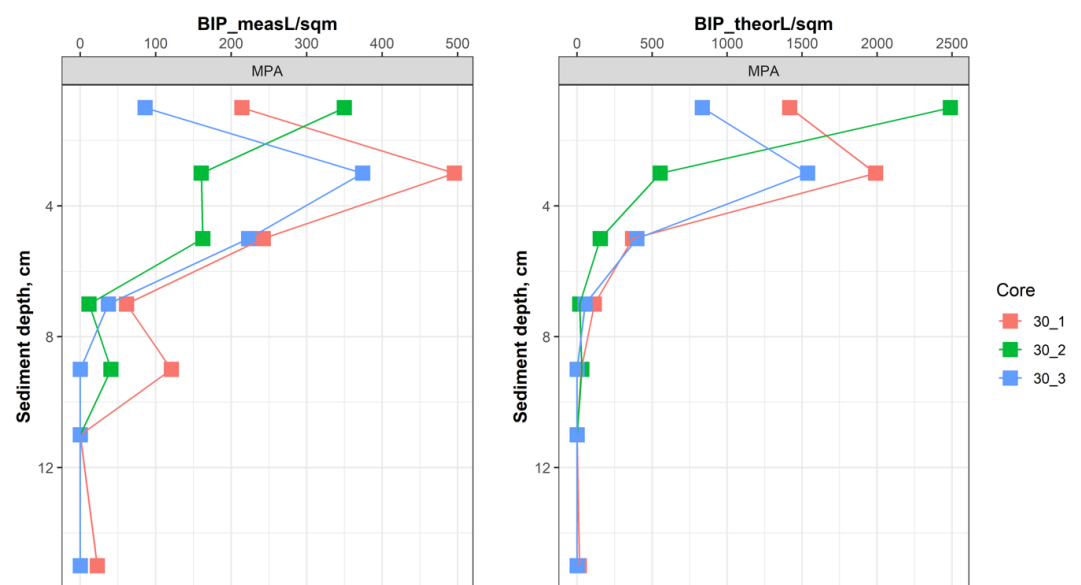 BIP_measL/sqm
0 100 200 300 400 500
MPA
4
8
12
Sediment depth, cm
BIP_theorL/sqm
0 500 1000 1500 2000 2500
MPA
4
8
12
Sediment depth, cm
Core
30_1
30_2
30_3